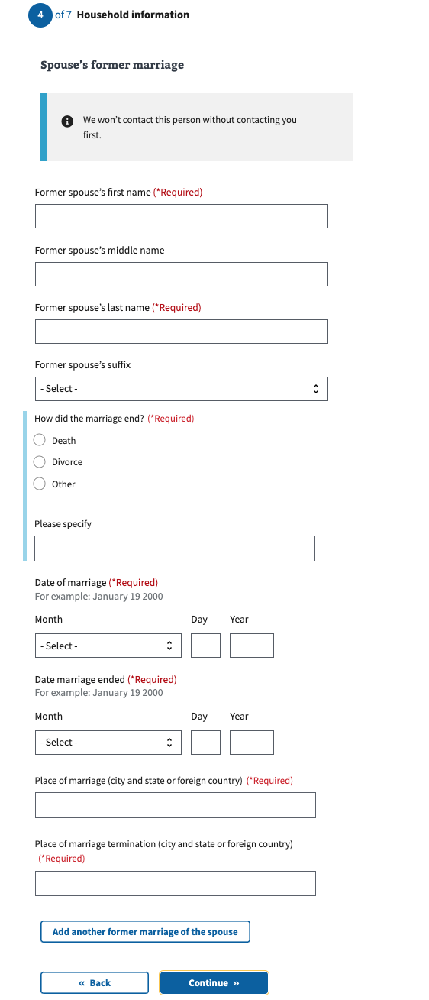 4 of 7 Household information
Spouse’s former marriage
We won’t contact this person without contacting you
first.
Former spouse’s first name (*Required)
Former spouse’s middle name
Former spouse’s last name (*Required)
Former spouse’s suffix
- Select -
How did the marriage end? (*Required)
Death
Divorce
Other
Please specify
Date of marriage (*Required)
For example: January 19 2000
Month Day Year
- Select -
Date marriage ended (*Required)
For example: January 19 2000
Month Day Year
- Select -
Place of marriage (city and state or foreign country) (*Required)
Place of marriage termination (city and state or foreign country)
(*Required)
Add another former marriage of the spouse
« Back Continue »